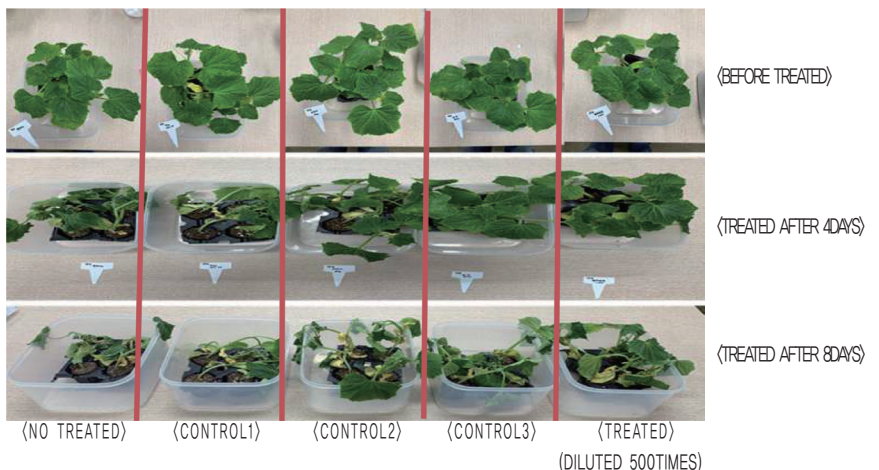 〈BEFORE TREATED〉
〈TREATED AFTER 4DAYS〉
〈TREATED AFTER 8DAYS〉
〈NO TREATED〉 〈CONTROL1〉 〈CONTROL2〉 〈CONTROL3〉 〈TREATED〉
(DILUTED 500TIMES)